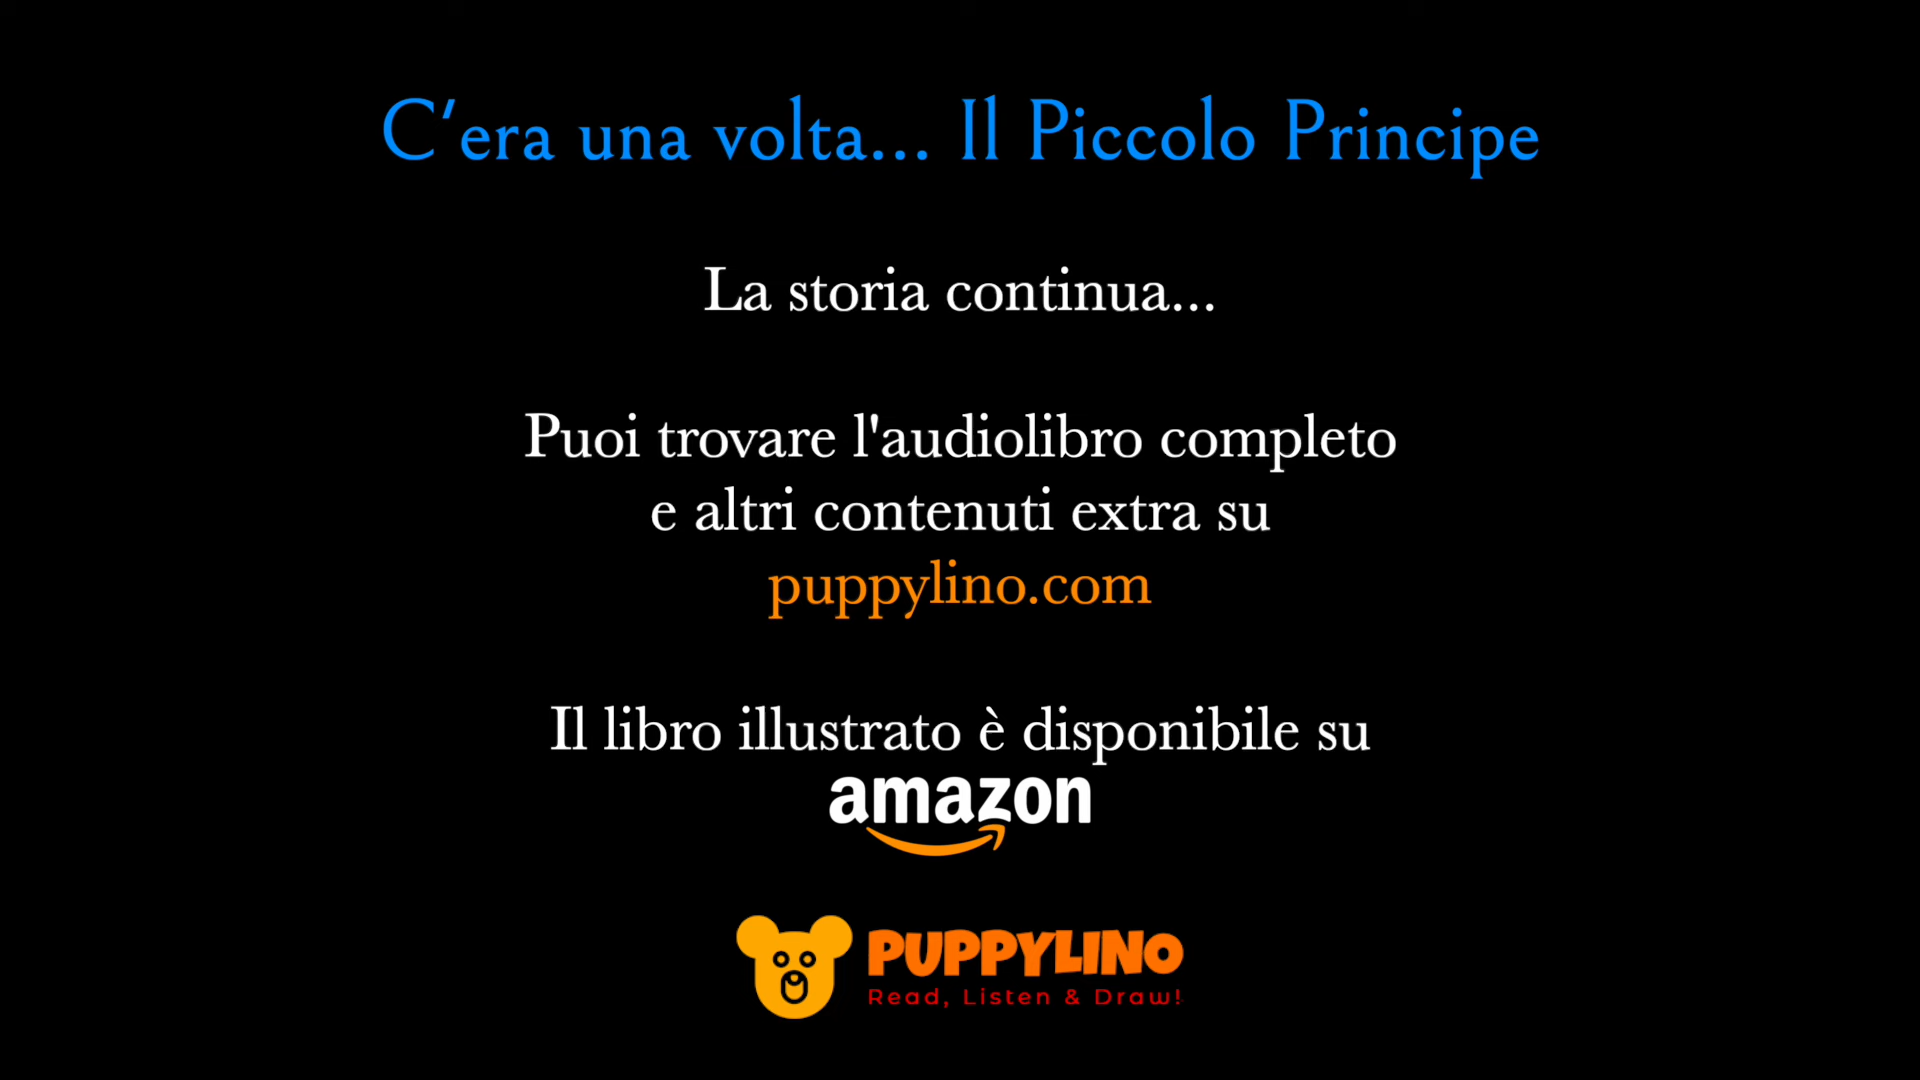 C'era una volta... Il Piccolo Principe
La storia continua...
Puoi trovare l'audiolibro completo
e altri contenuti extra su
puppylino.com
Il libro illustrato è disponibile su
amazon
PUPPYLINO
Read, Listen & Draw!